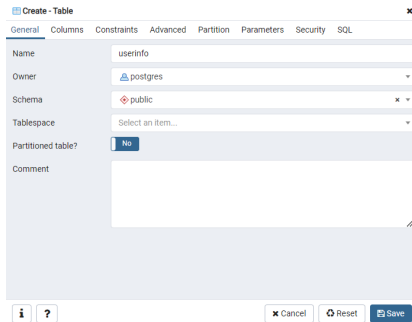 Create - Table
General Columns Constraints Advanced Partition Parameters Security SQL
Name userinfo
Owner postgres
Schema public
Tablespace Select an item...
Partitioned table? No
Comment
i ? Cancel Reset Save